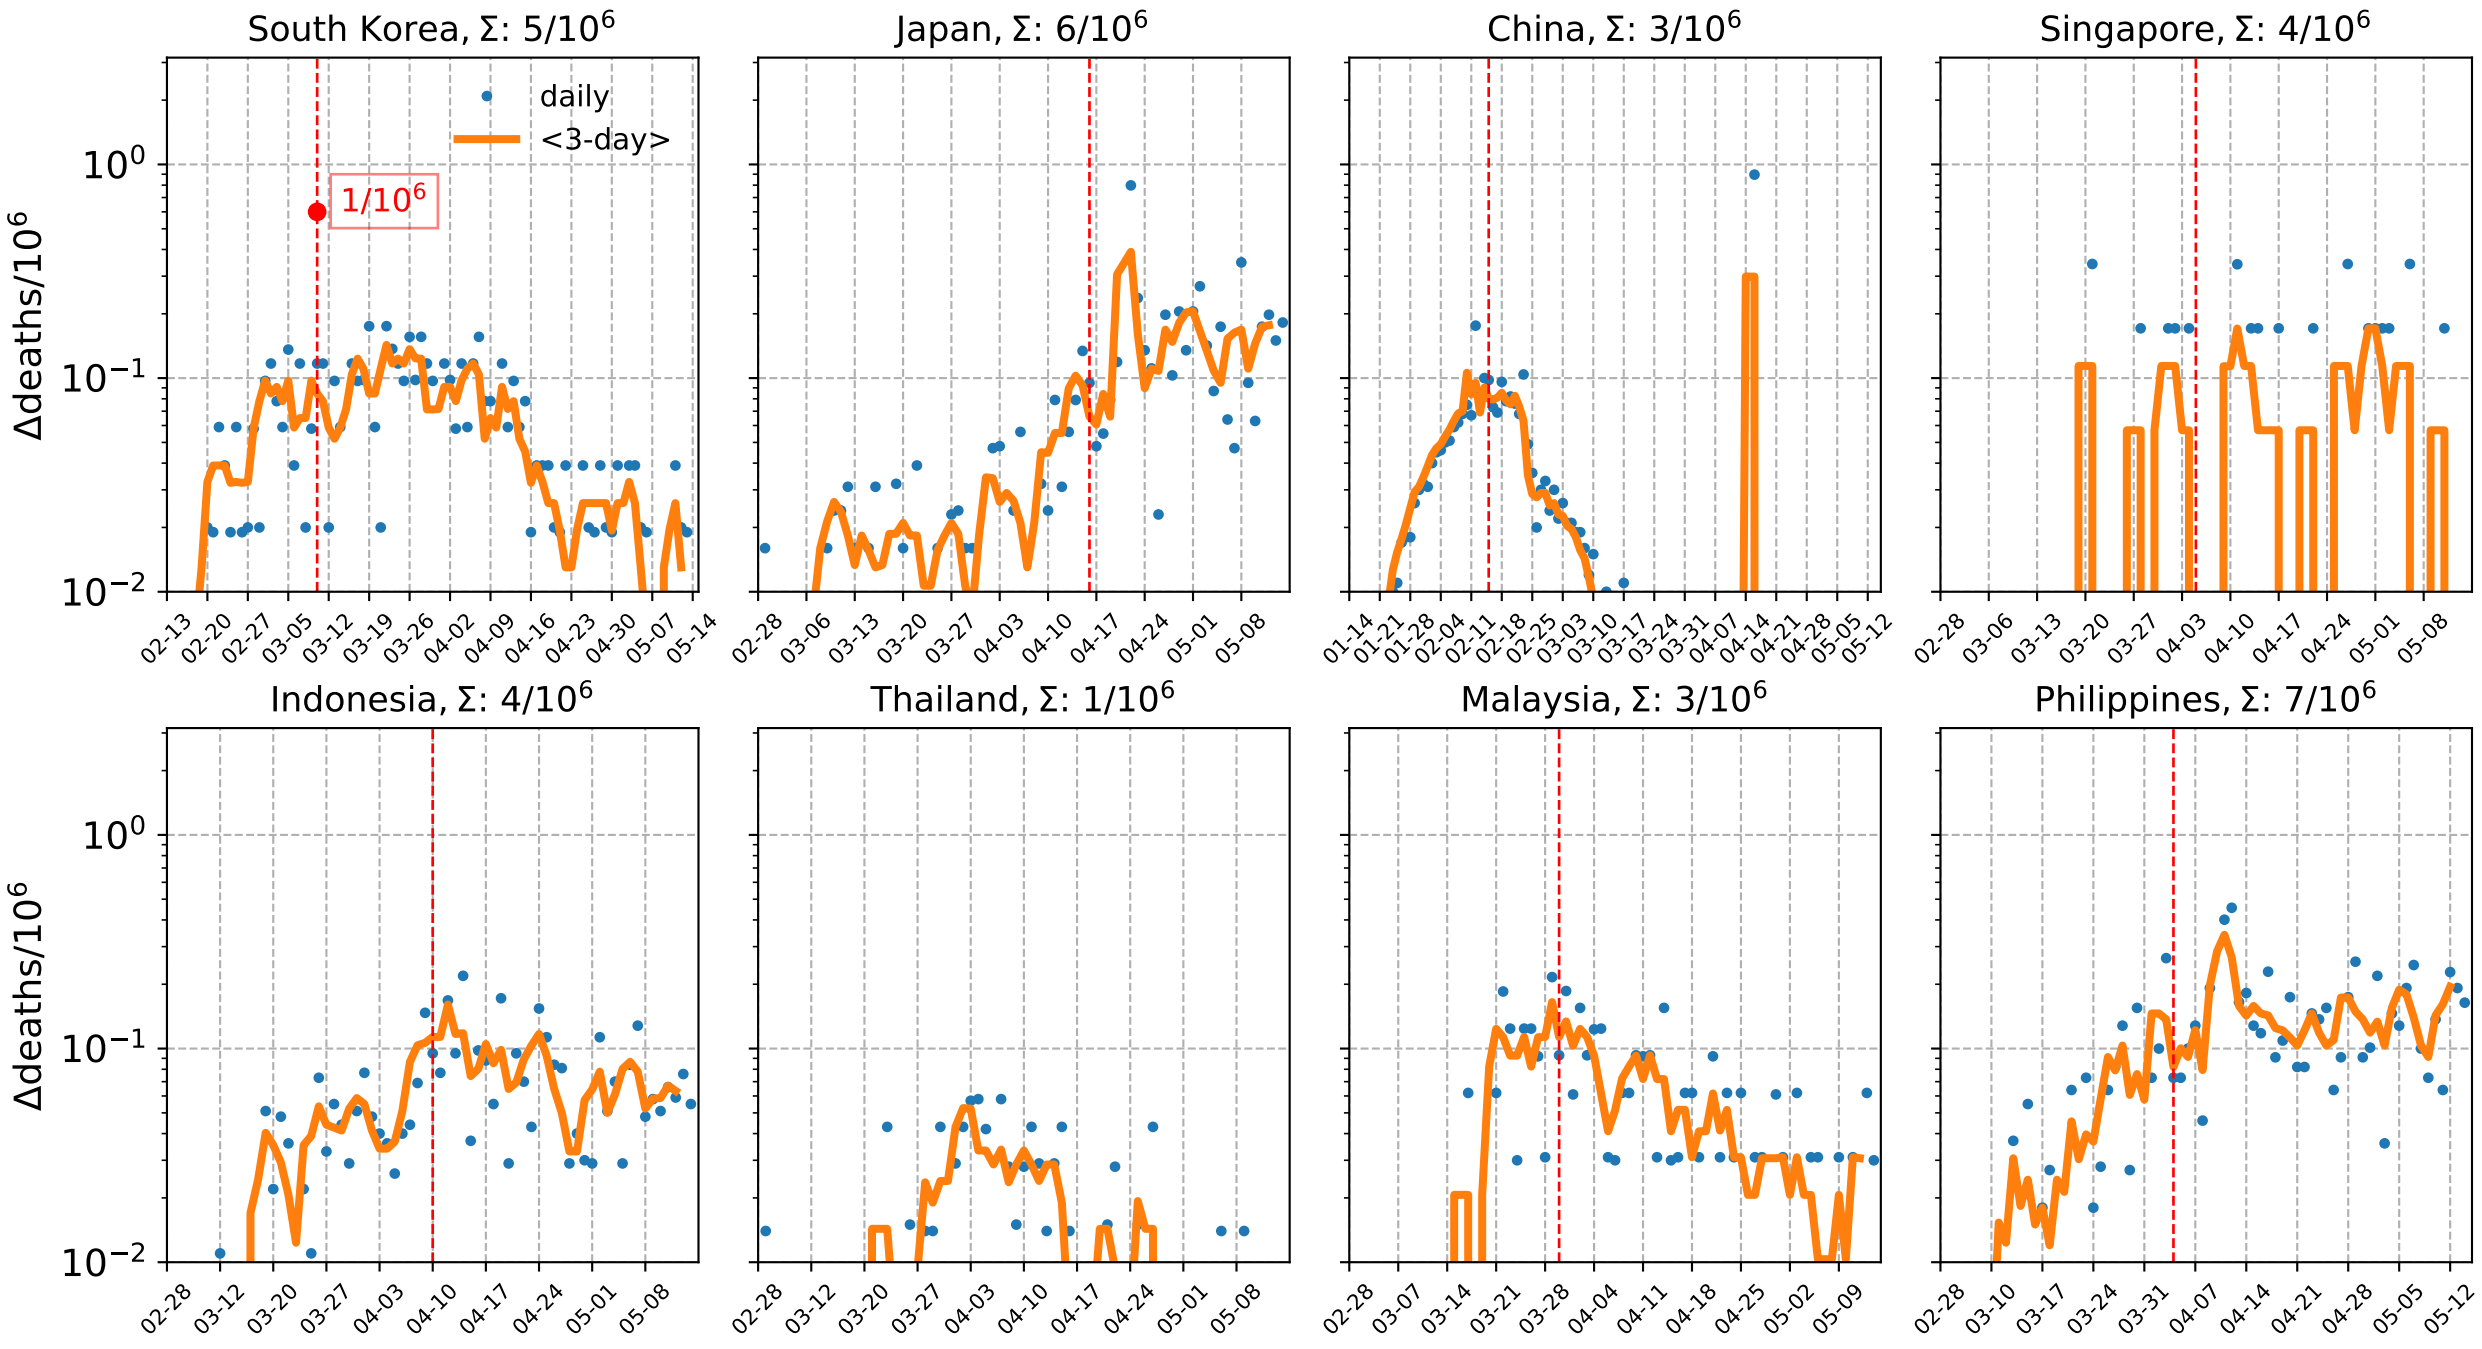 South Korea, Σ: 5/10⁶
Japan, Σ: 6/10⁶
China, Σ: 3/10⁶
Singapore, Σ: 4/10⁶
daily
<3-day>
1/10⁶
Δdeaths/10⁶
10⁰
10⁻¹
10⁻²
02-13 02-20 02-27 03-05 03-12 03-19 03-26 04-02 04-09 04-16 04-23 04-30 05-07 05-14
02-28 03-06 03-13 03-20 03-27 04-03 04-10 04-17 04-24 05-01 05-08
01-14 01-21 01-28 02-04 02-11 02-18 02-25 03-03 03-10 03-17 03-24 03-31 04-07 04-14 04-21 04-28 05-05 05-12
02-28 03-06 03-13 03-20 03-27 04-03 04-10 04-17 04-24 05-01 05-08
Indonesia, Σ: 4/10⁶
Thailand, Σ: 1/10⁶
Malaysia, Σ: 3/10⁶
Philippines, Σ: 7/10⁶
Δdeaths/10⁶
10⁰
10⁻¹
10⁻²
02-28 03-12 03-20 03-27 04-03 04-10 04-17 04-24 05-01 05-08
02-28 03-12 03-20 03-27 04-03 04-10 04-17 04-24 05-01 05-08
02-28 03-07 03-14 03-21 03-28 04-04 04-11 04-18 04-25 05-02 05-09
02-28 03-10 03-17 03-24 03-31 04-07 04-14 04-21 04-28 05-05 05-12